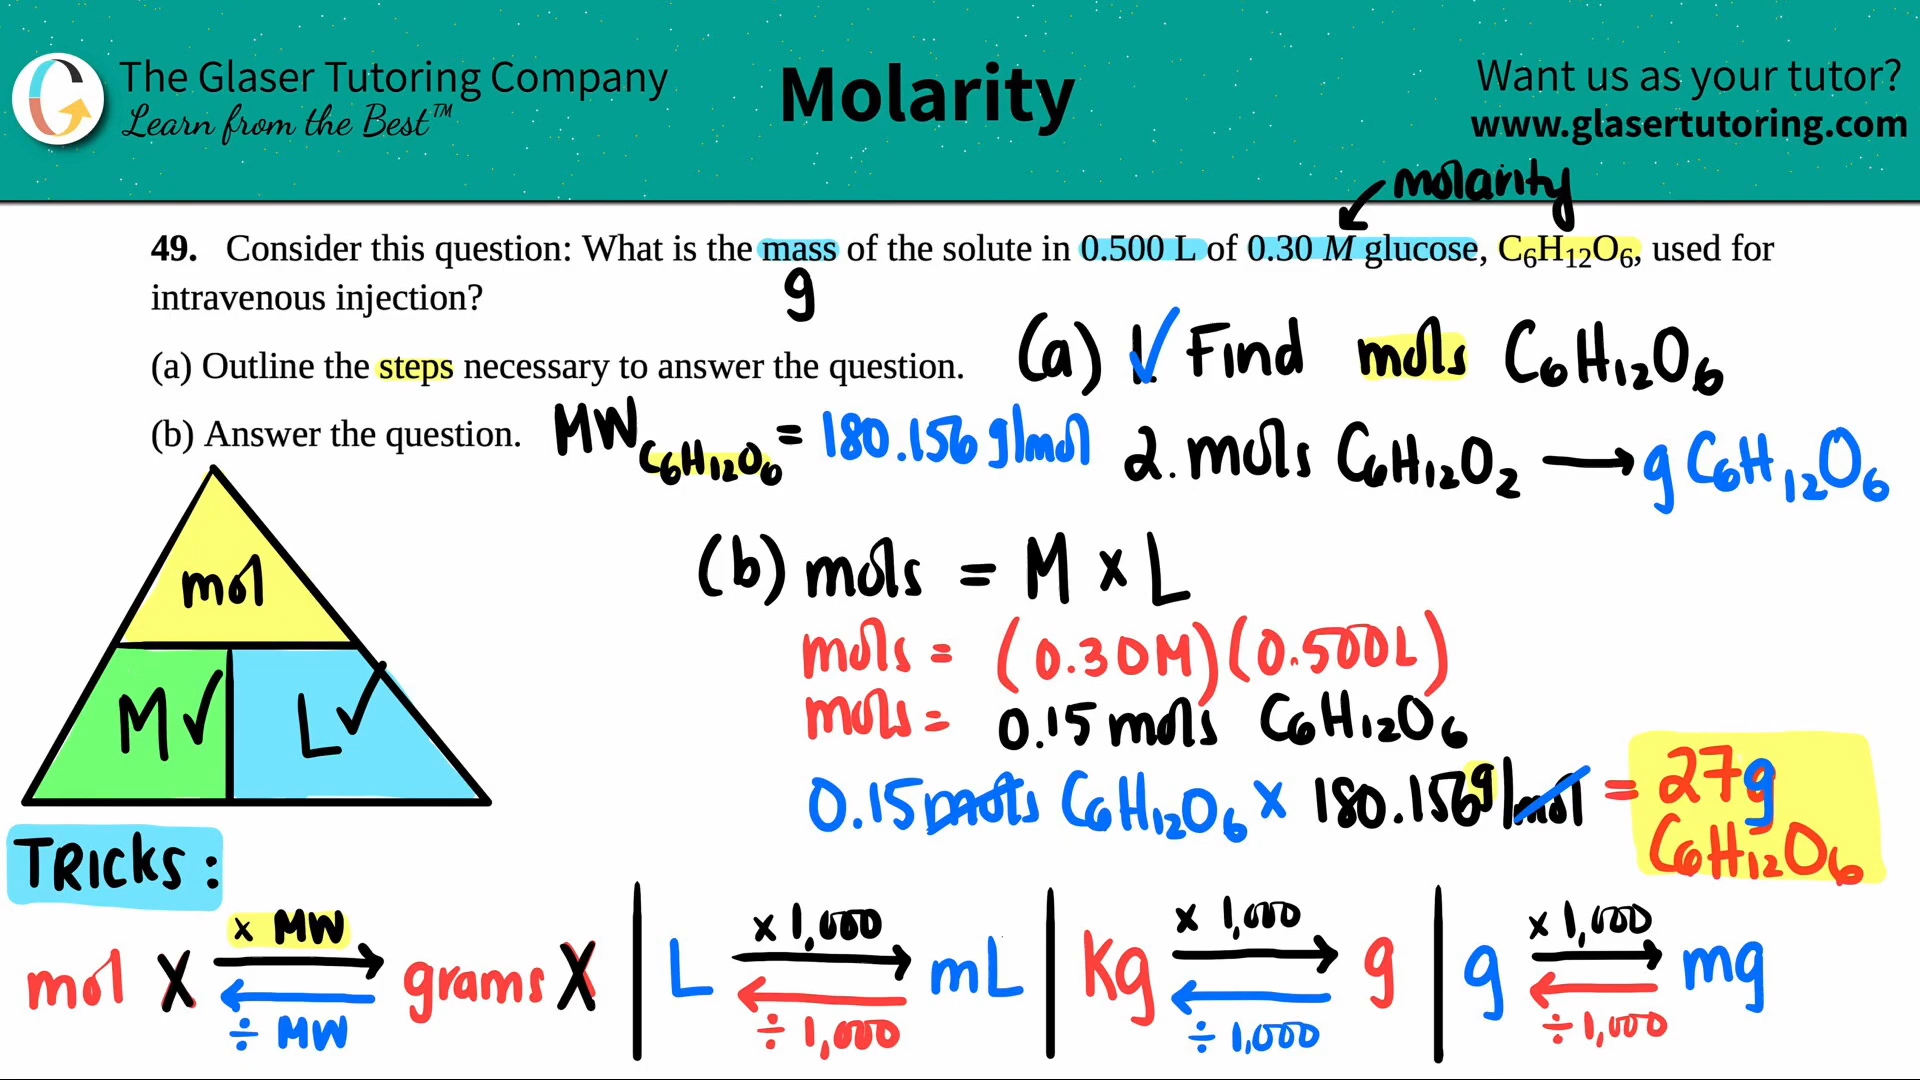 The Glaser Tutoring Company
Learn from the Best™
Molarity
Want us as your tutor?
www.glasertutoring.com
molarity
49. Consider this question: What is the mass of the solute in 0.500 L of 0.30 M glucose, C₆H₁₂O₆, used for
intravenous injection?
g
(a) Outline the steps necessary to answer the question.
(b) Answer the question.
(a) 1. ✓ Find mols C₆H₁₂O₆
MW C₆H₁₂O₆ = 180.156 g/mol
2. mols C₆H₁₂O₂ → g C₆H₁₂O₆
mol
M ✓ L ✓
(b) mols = M x L
mols = (0.30M)(0.500L)
mols = 0.15 mols C₆H₁₂O₆
0.15 mols C₆H₁₂O₆ x 180.156 g/mol = 27g
C₆H₁₂O₆
TRICKS:
x MW
mol X → grams X
← ÷ MW
x 1,000
L → mL
← ÷ 1,000
x 1,000
Kg → g
← ÷ 1,000
x 1,000
g → mg
← ÷ 1,000